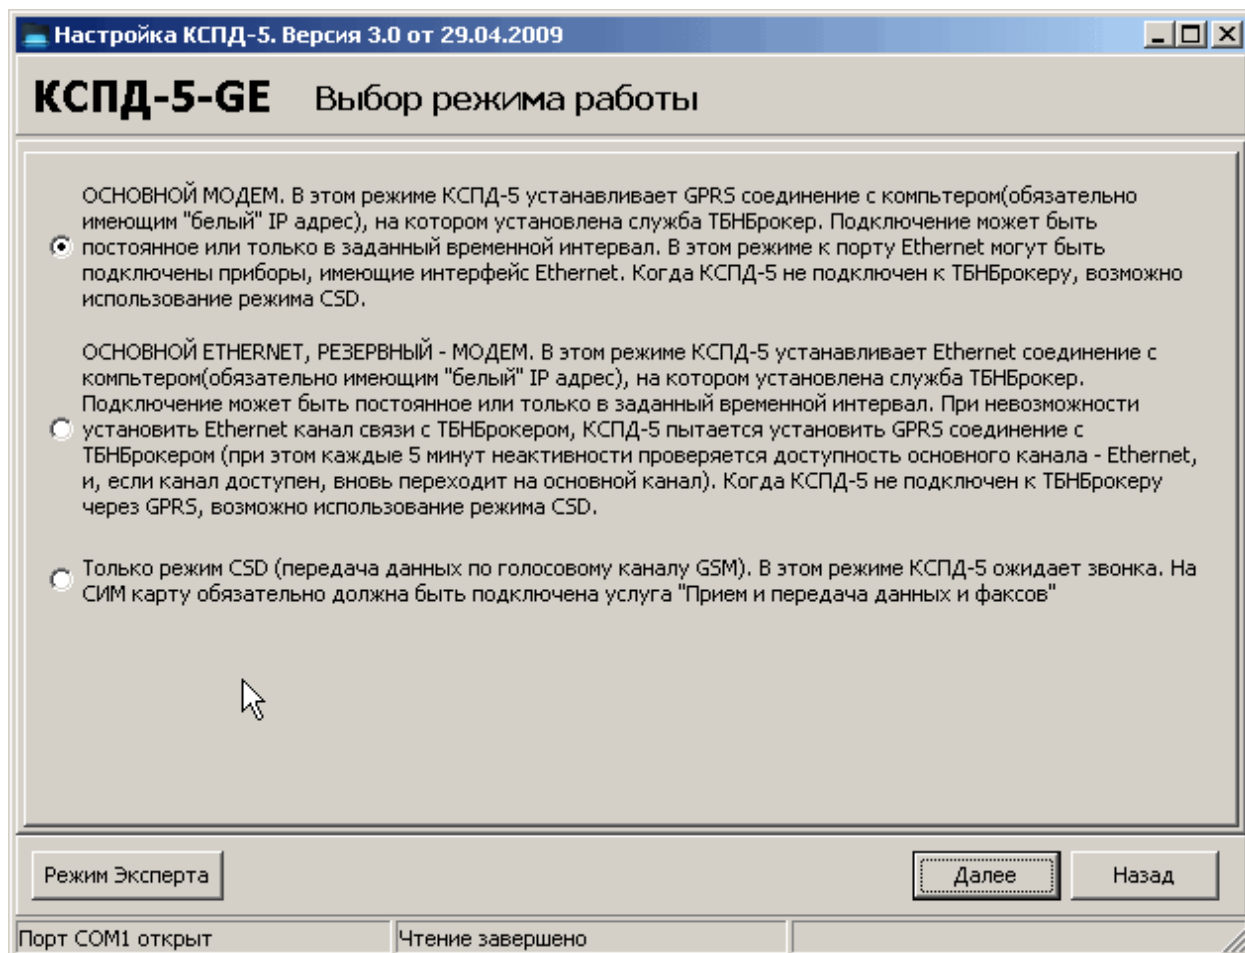 Настройка КСПД-5. Версия 3.0 от 29.04.2009
КСПД-5-GE Выбор режима работы
ОСНОВНОЙ МОДЕМ. В этом режиме КСПД-5 устанавливает GPRS соединение с компьтером(обязательно
имеющим "белый" IP адрес), на котором установлена служба ТБНБрокер. Подключение может быть
постоянное или только в заданный временной интервал. В этом режиме к порту Ethernet могут быть
подключены приборы, имеющие интерфейс Ethernet. Когда КСПД-5 не подключен к ТБНБрокеру, возможно
использование режима CSD.
ОСНОВНОЙ ETHERNET, РЕЗЕРВНЫЙ - МОДЕМ. В этом режиме КСПД-5 устанавливает Ethernet соединение с
компьтером(обязательно имеющим "белый" IP адрес), на котором установлена служба ТБНБрокер.
Подключение может быть постоянное или только в заданный временной интервал. При невозможности
установить Ethernet канал связи с ТБНБрокером, КСПД-5 пытается установить GPRS соединение с
ТБНБрокером (при этом каждые 5 минут неактивности проверяется доступность основного канала - Ethernet,
и, если канал доступен, вновь переходит на основной канал). Когда КСПД-5 не подключен к ТБНБрокеру
через GPRS, возможно использование режима CSD.
Только режим CSD (передача данных по голосовому каналу GSM). В этом режиме КСПД-5 ожидает звонка. На
СИМ карту обязательно должна быть подключена услуга "Прием и передача данных и факсов"
Режим Эксперта Далее Назад
Порт COM1 открыт Чтение завершено